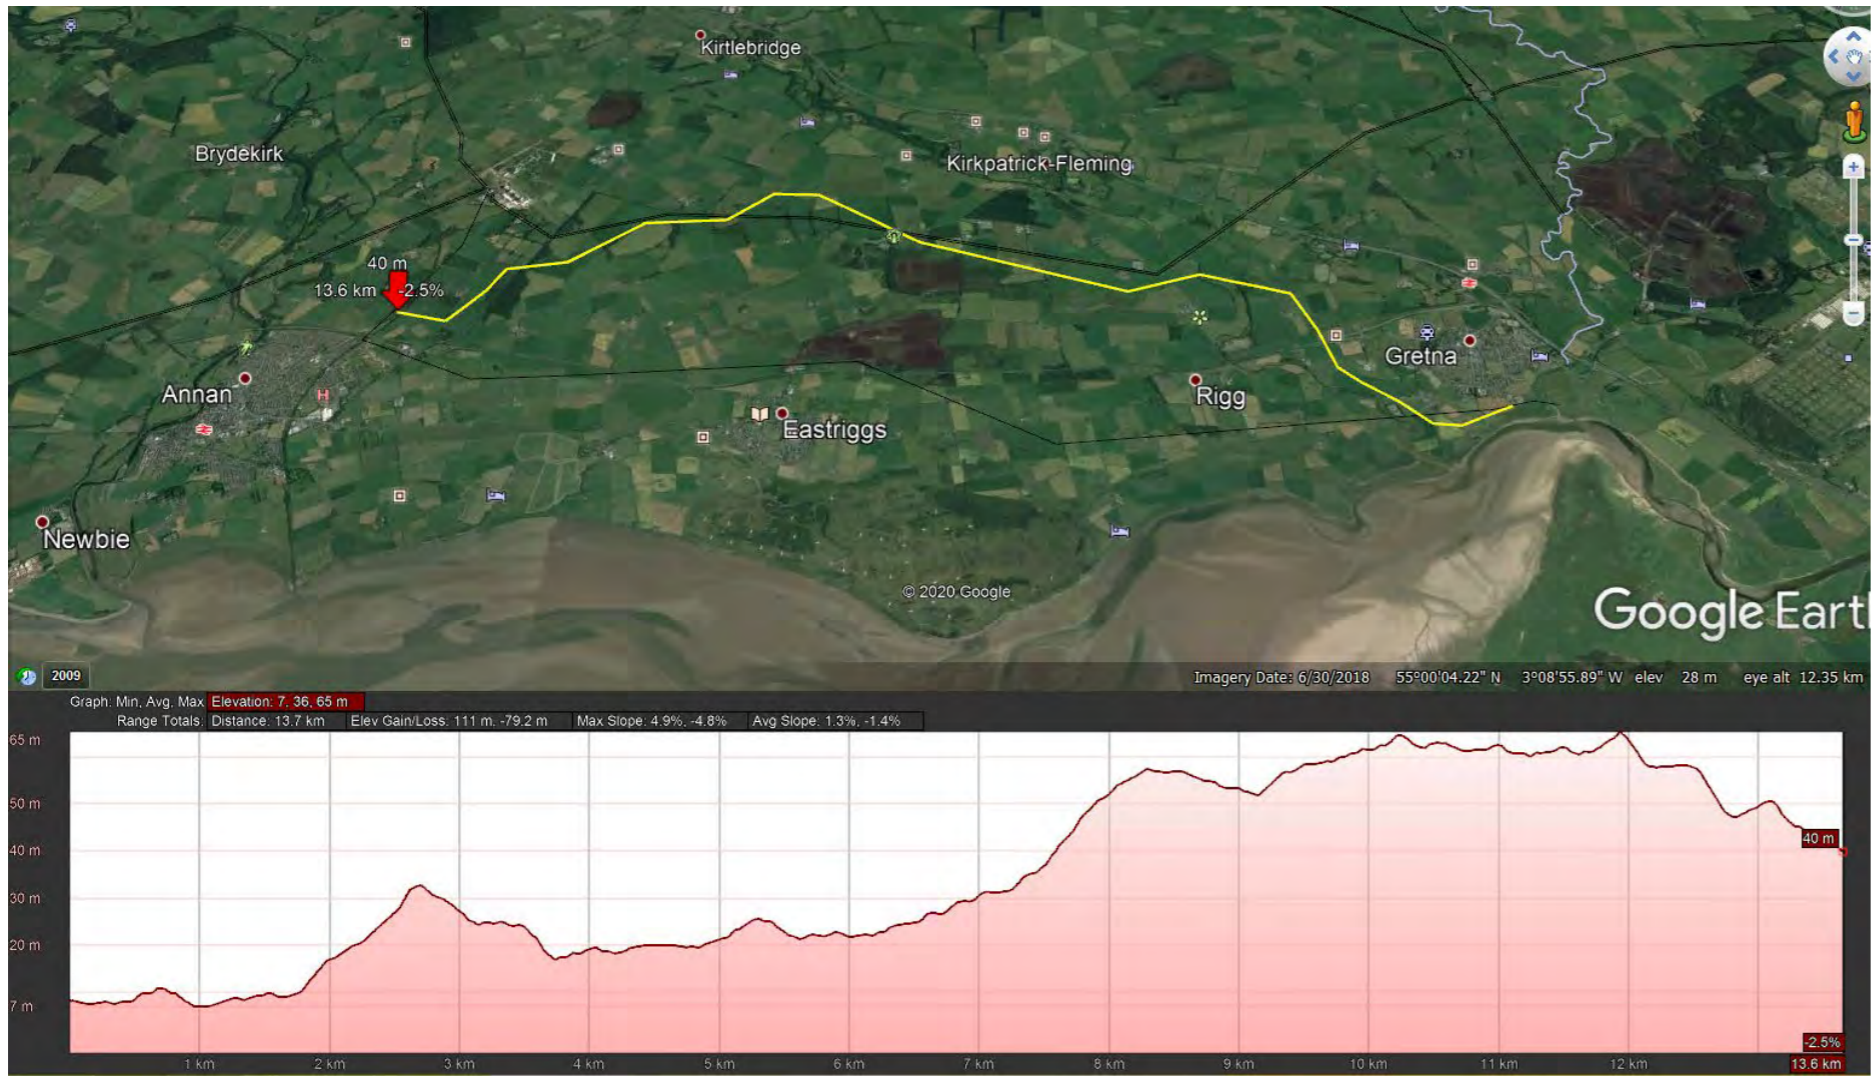 Kirtlebridge
Brydekirk
Kirkpatrick-Fleming
40 m
13.6 km -2.5%
Gretna
Annan
H
Rigg
Eastriggs
Newbie
© 2020 Google
Google Eart
2009
Imagery Date: 6/30/2018 55°00'04.22" N 3°08'55.89" W elev 28 m eye alt 12.35 km
Graph: Min, Avg, Max Elevation: 7, 36, 65 m
Range Totals: Distance: 13.7 km Elev Gain/Loss: 111 m, -79.2 m Max Slope: 4.9%, -4.8% Avg Slope: 1.3%, -1.4%
65 m
50 m
40 m
40 m
30 m
20 m
7 m
-2.5%
1 km 2 km 3 km 4 km 5 km 6 km 7 km 8 km 9 km 10 km 11 km 12 km 13.6 km